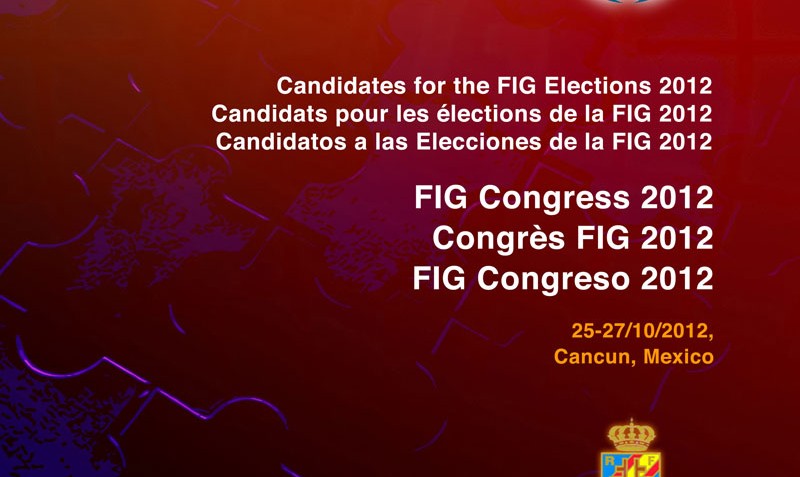 Candidates for the FIG Elections 2012
Candidats pour les élections de la FIG 2012
Candidatos a las Elecciones de la FIG 2012
FIG Congress 2012
Congrès FIG 2012
FIG Congreso 2012
25-27/10/2012,
Cancun, Mexico
R F